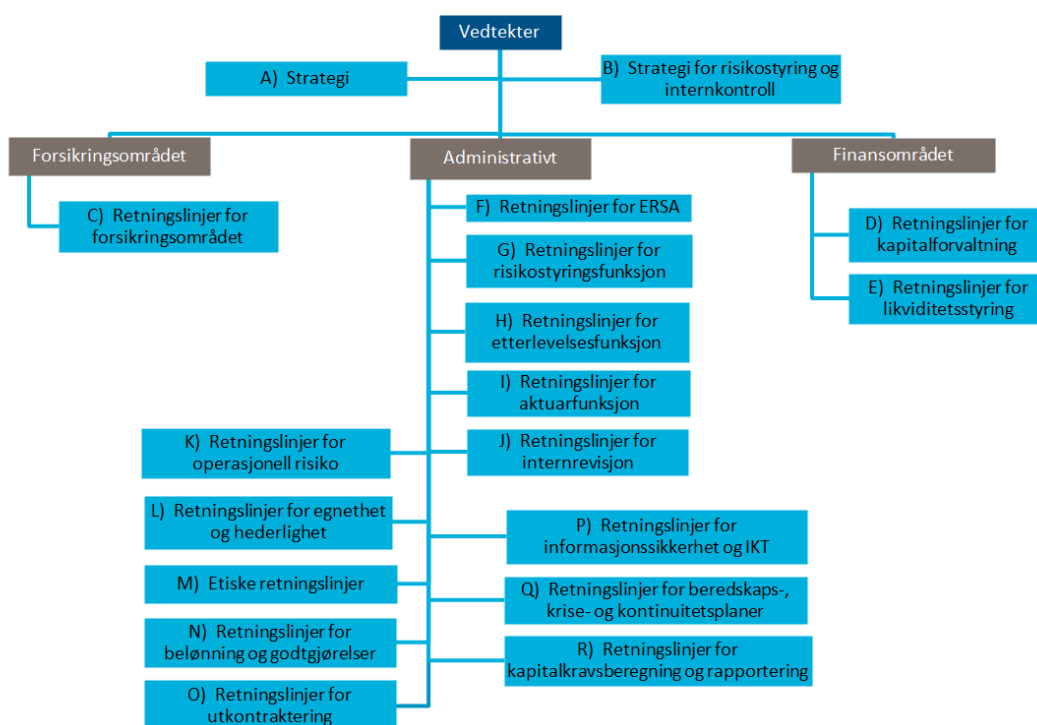 Vedtekter
A) Strategi
B) Strategi for risikostyring og
internkontroll
Forsikringsområdet
Administrativt
Finansområdet
C) Retningslinjer for
forsikringsområdet
F) Retningslinjer for ERSA
G) Retningslinjer for
risikostyringsfunksjon
H) Retningslinjer for
etterlevelsesfunksjon
I) Retningslinjer for
aktuarfunksjon
J) Retningslinjer for
internrevisjon
D) Retningslinjer for
kapitalforvaltning
E) Retningslinjer for
likviditetsstyring
K) Retningslinjer for
operasjonell risiko
L) Retningslinjer for egnethet
og hederlighet
M) Etiske retningslinjer
N) Retningslinjer for
belønning og godtgjørelser
O) Retningslinjer for
utkontraktering
P) Retningslinjer for
informasjonssikkerhet og IKT
Q) Retningslinjer for beredskaps-,
krise- og kontinuitetsplaner
R) Retningslinjer for
kapitalkravsberegning og rapportering